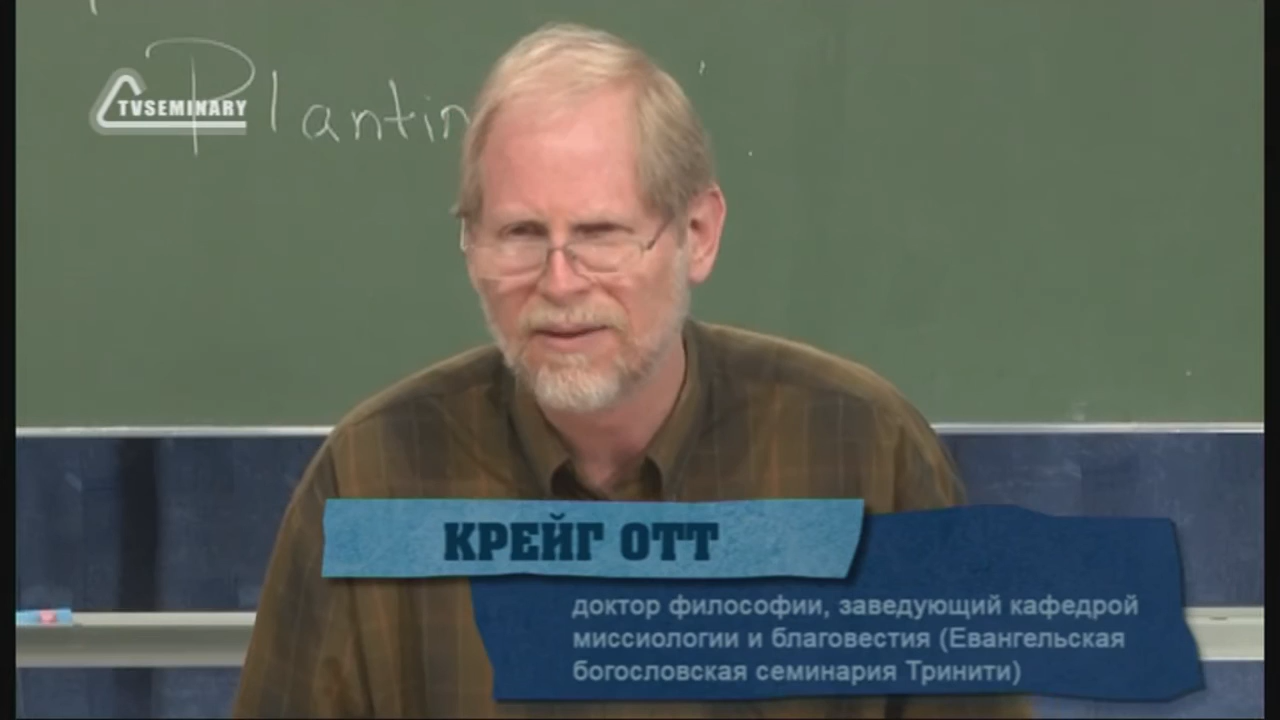 Plantin
TVSEMINARY
КРЕЙГ ОТТ
доктор философии, заведующий кафедрой
миссиологии и благовестия (Евангельская
богословская семинария Тринити)